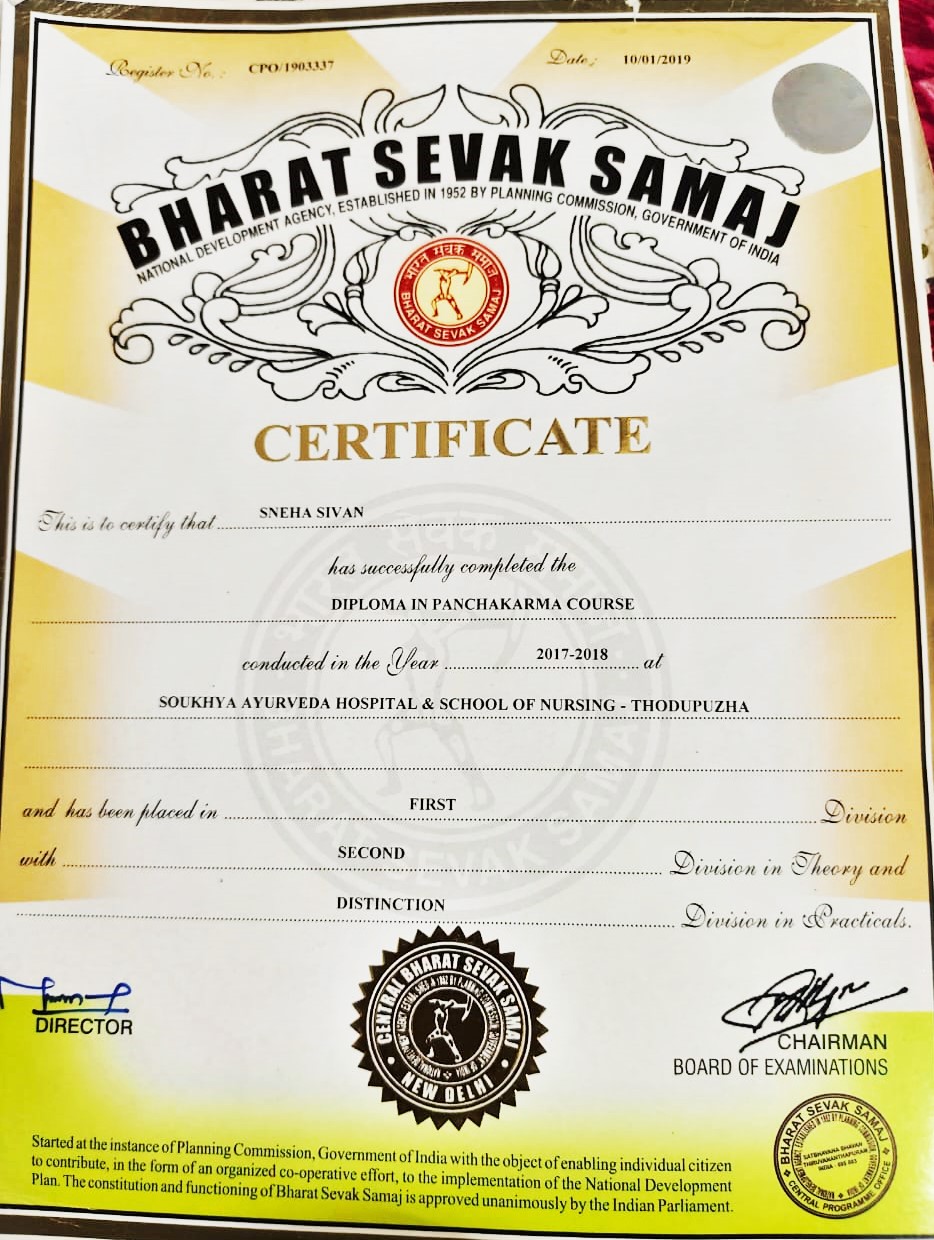 Register No. : CPO/1903337
Date : 10/01/2019
BHARAT SEVAK SAMAJ
NATIONAL DEVELOPMENT AGENCY, ESTABLISHED IN 1952 BY PLANNING COMMISSION, GOVERNMENT OF INDIA
भारत सेवक समाज
BHARAT SEVAK SAMAJ
CERTIFICATE
This is to certify that SNEHA SIVAN
has successfully completed the
DIPLOMA IN PANCHAKARMA COURSE
conducted in the Year 2017-2018 at
SOUKHYA AYURVEDA HOSPITAL & SCHOOL OF NURSING - THODUPUZHA
and has been placed in FIRST Division
with SECOND Division in Theory and
DISTINCTION Division in Practicals.
DIRECTOR
CHAIRMAN
BOARD OF EXAMINATIONS
CENTRAL BHARAT SEVAK SAMAJ
NEW DELHI
BHARAT SEVAK SAMAJ
SATBHAVANA BHAVAN
THIRUVANANTHAPURAM
CENTRAL PROGRAMME OFFICE
Started at the instance of Planning Commission, Government of India with the object of enabling individual citizen
to contribute, in the form of an organized co-operative effort, to the implementation of the National Development
Plan. The constitution and functioning of Bharat Sevak Samaj is approved unanimously by the Indian Parliament.